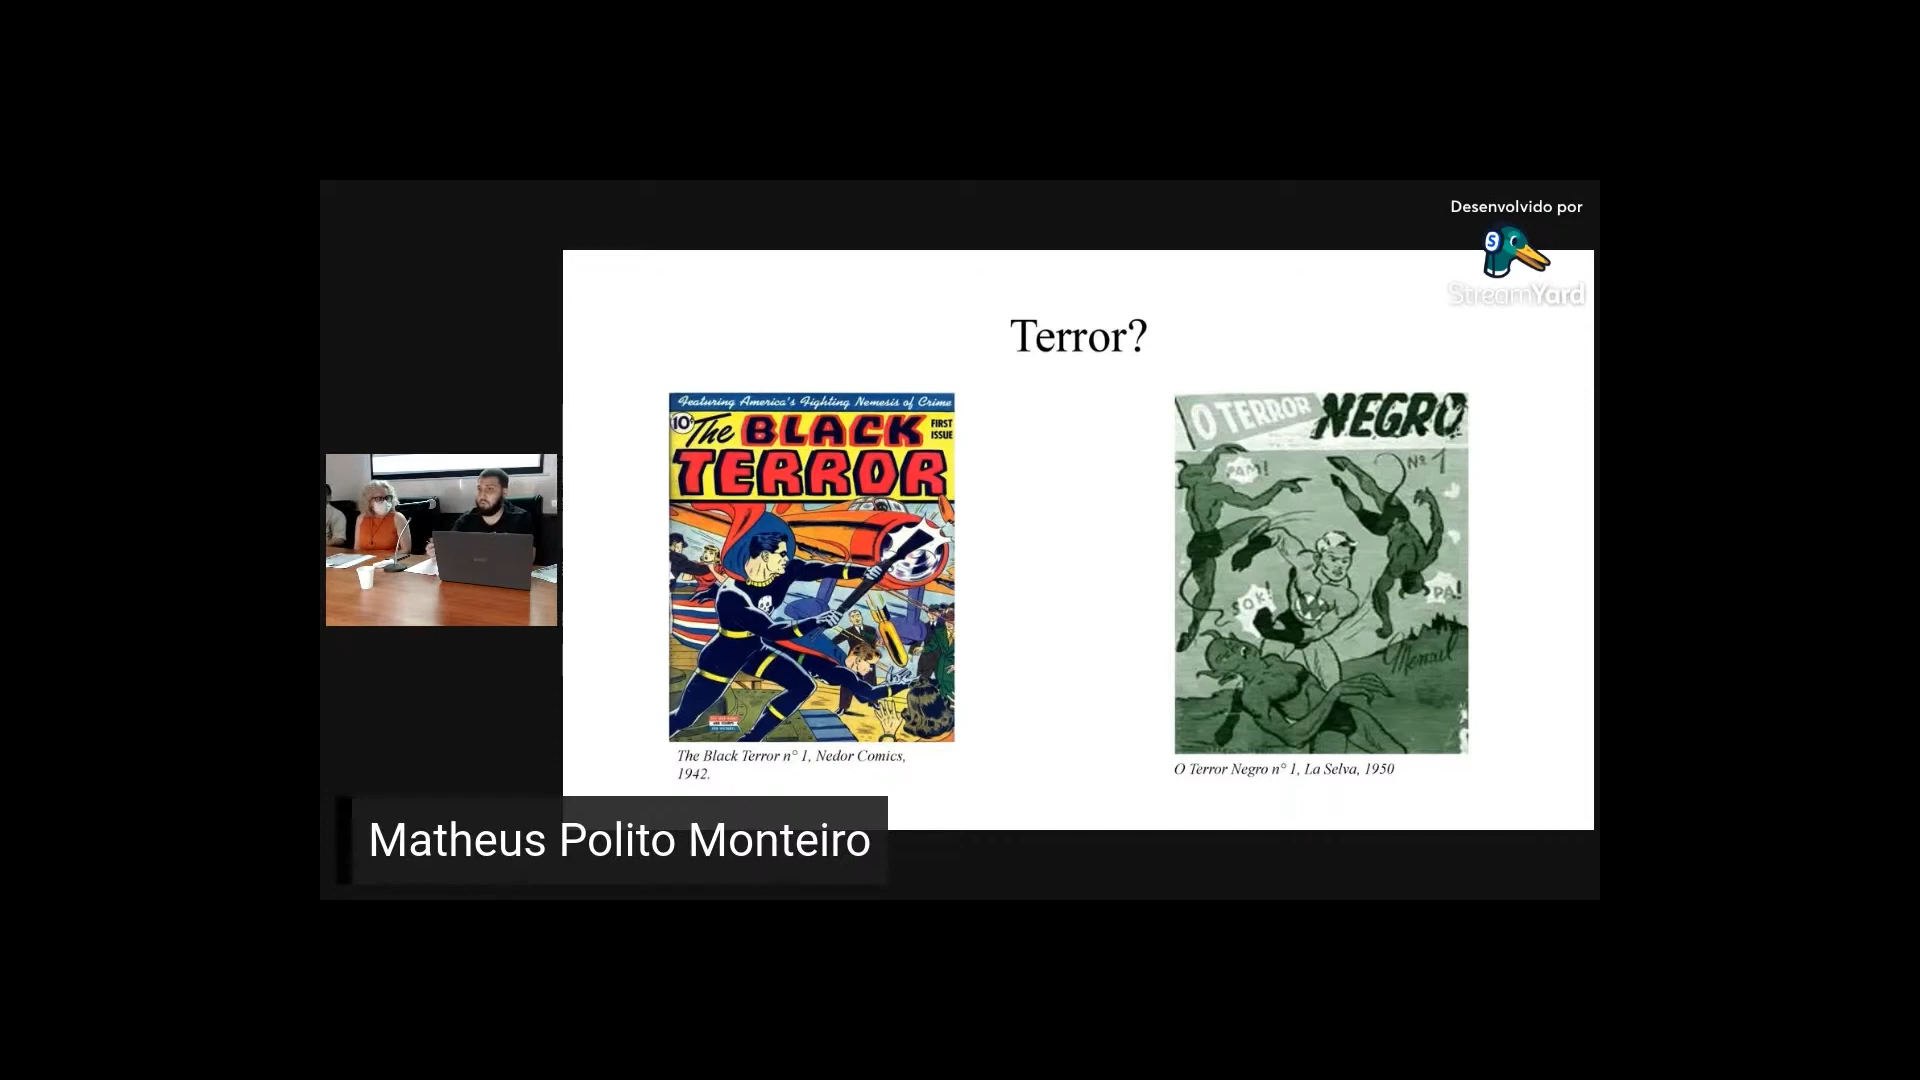 Desenvolvido por
StreamYard
Terror?
Featuring America's Fighting Nemesis of Crime
10¢
The BLACK
FIRST
ISSUE
TERROR
O TERROR NEGRO
Nº 1
PAM!
SOK!
PA!
The Black Terror n° 1, Nedor Comics,
1942.
O Terror Negro n° 1, La Selva, 1950
Matheus Polito Monteiro